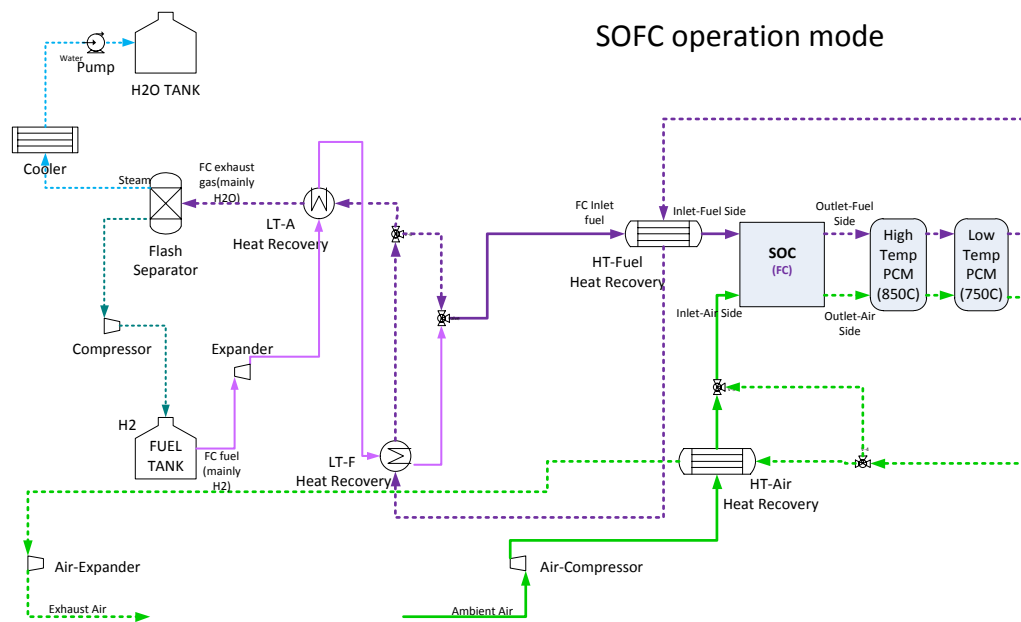 SOFC operation mode
Water
Pump
H2O TANK
Cooler
Steam
FC exhaust
gas(mainly
H2O)
Flash
Separator
LT-A
Heat Recovery
FC Inlet
fuel
Inlet-Fuel Side
HT-Fuel
Heat Recovery
SOC
(FC)
Outlet-Fuel
Side
High
Temp
PCM
(850C)
Low
Temp
PCM
(750C)
Inlet-Air Side
Outlet-Air
Side
Compressor
Expander
H2
FUEL
TANK
FC fuel
(mainly
H2)
LT-F
Heat Recovery
HT-Air
Heat Recovery
Air-Expander
Air-Compressor
Exhaust Air
Ambient Air